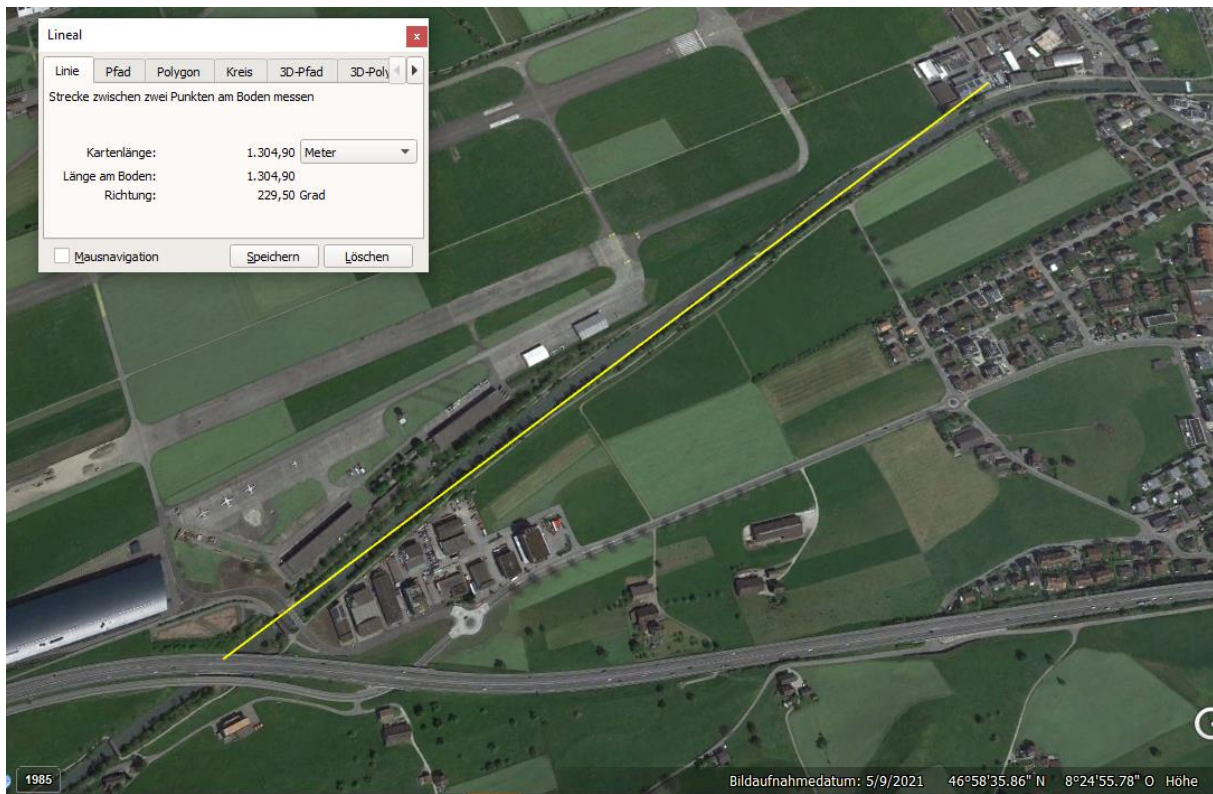 Lineal
x
Linie Pfad Polygon Kreis 3D-Pfad 3D-Poly
Strecke zwischen zwei Punkten am Boden messen
Kartenlänge: 1.304,90 Meter
Länge am Boden: 1.304,90
Richtung: 229,50 Grad
Mausnavigation Speichern Löschen
1985
Bildaufnahmedatum: 5/9/2021 46°58'35.86" N 8°24'55.78" O Höhe